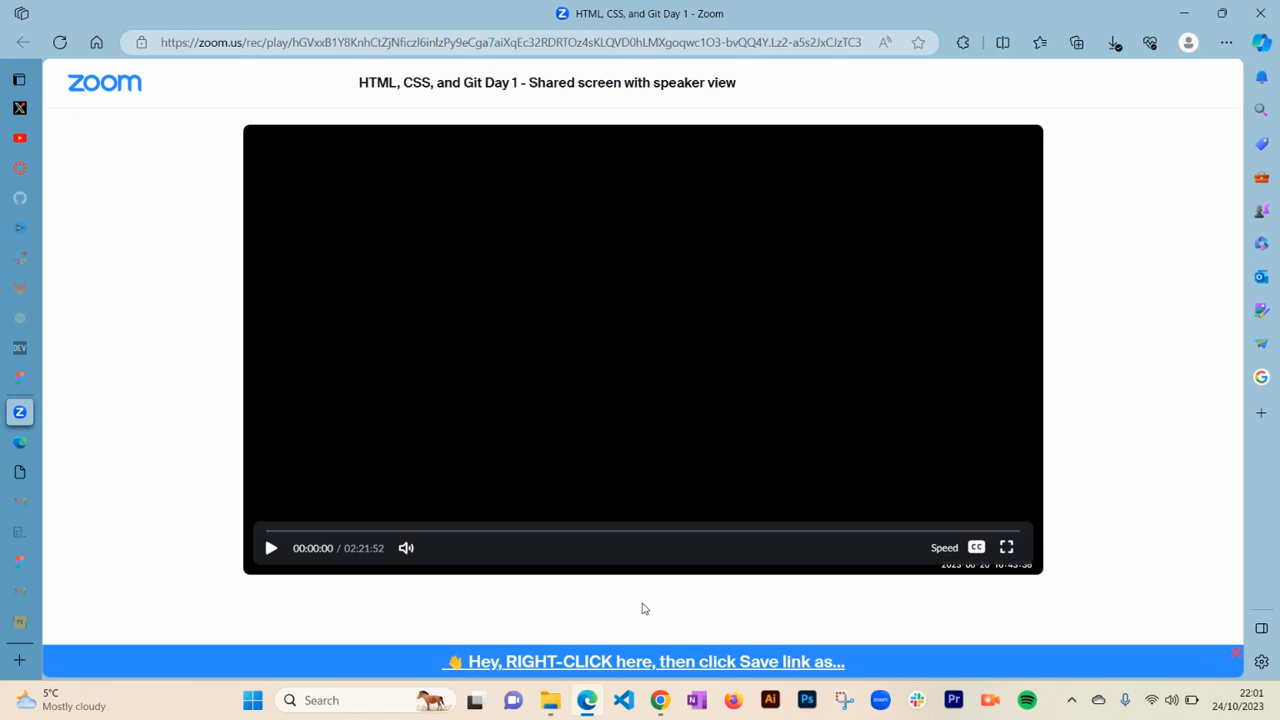 HTML, CSS, and Git Day 1 - Zoom
https://zoom.us/rec/play/hGVxxB1Y8KnhCtZjNficzl6inlzPy9eCga7aiXqEc32RDRTOz4sKLQVD0hLMXgoqwc1O3-bvQQ4Y.Lz2-a5s2JxCJzTC3
zoom
HTML, CSS, and Git Day 1 - Shared screen with speaker view
DEV
00:00:00 / 02:21:52
Speed
CC
👋 Hey, RIGHT-CLICK here, then click Save link as...
5°C
Mostly cloudy
Search
22:01
24/10/2023